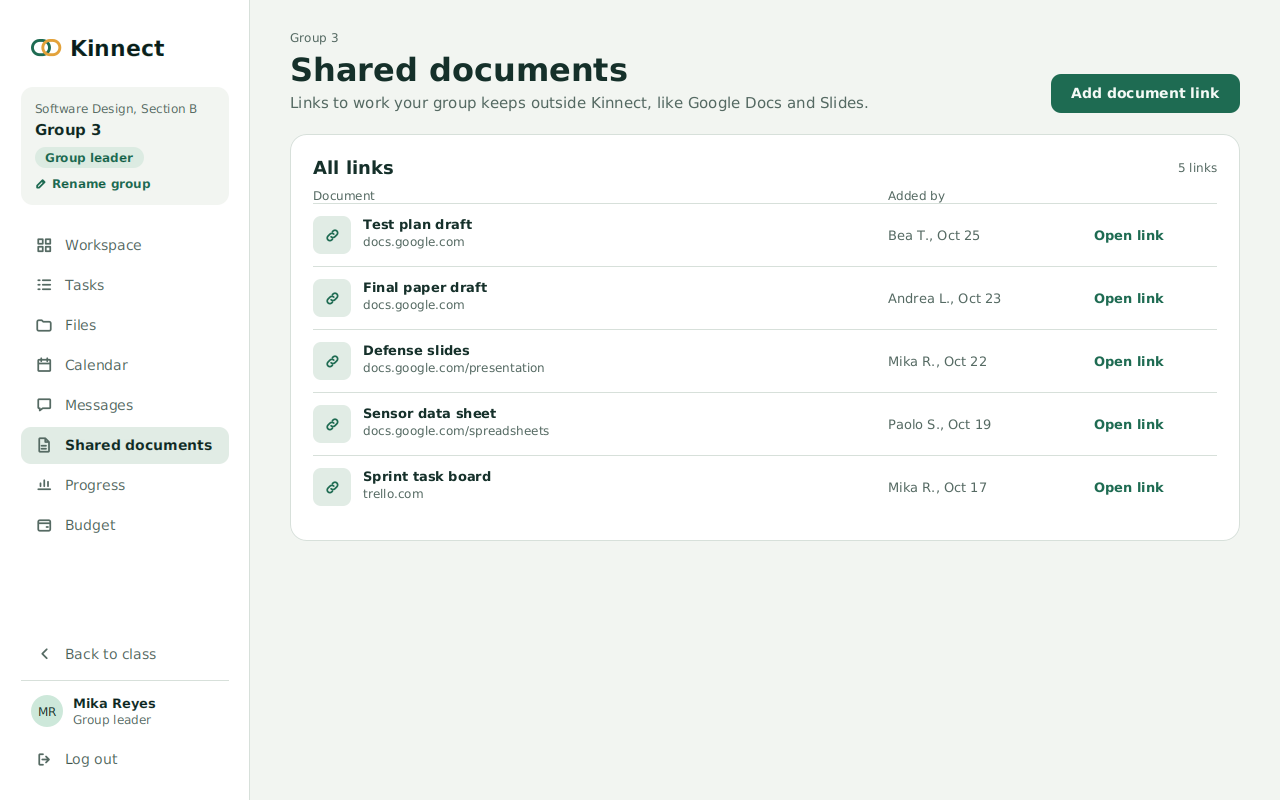 Kinnect
Software Design, Section B
Group 3
Group leader
Rename group
Workspace
Tasks
Files
Calendar
Messages
Shared documents
Progress
Budget
Back to class
MR
Mika Reyes
Group leader
Log out
Group 3
Shared documents
Links to work your group keeps outside Kinnect, like Google Docs and Slides.
Add document link
All links
5 links
Document
Added by
Test plan draft
docs.google.com
Bea T., Oct 25
Open link
Final paper draft
docs.google.com
Andrea L., Oct 23
Open link
Defense slides
docs.google.com/presentation
Mika R., Oct 22
Open link
Sensor data sheet
docs.google.com/spreadsheets
Paolo S., Oct 19
Open link
Sprint task board
trello.com
Mika R., Oct 17
Open link